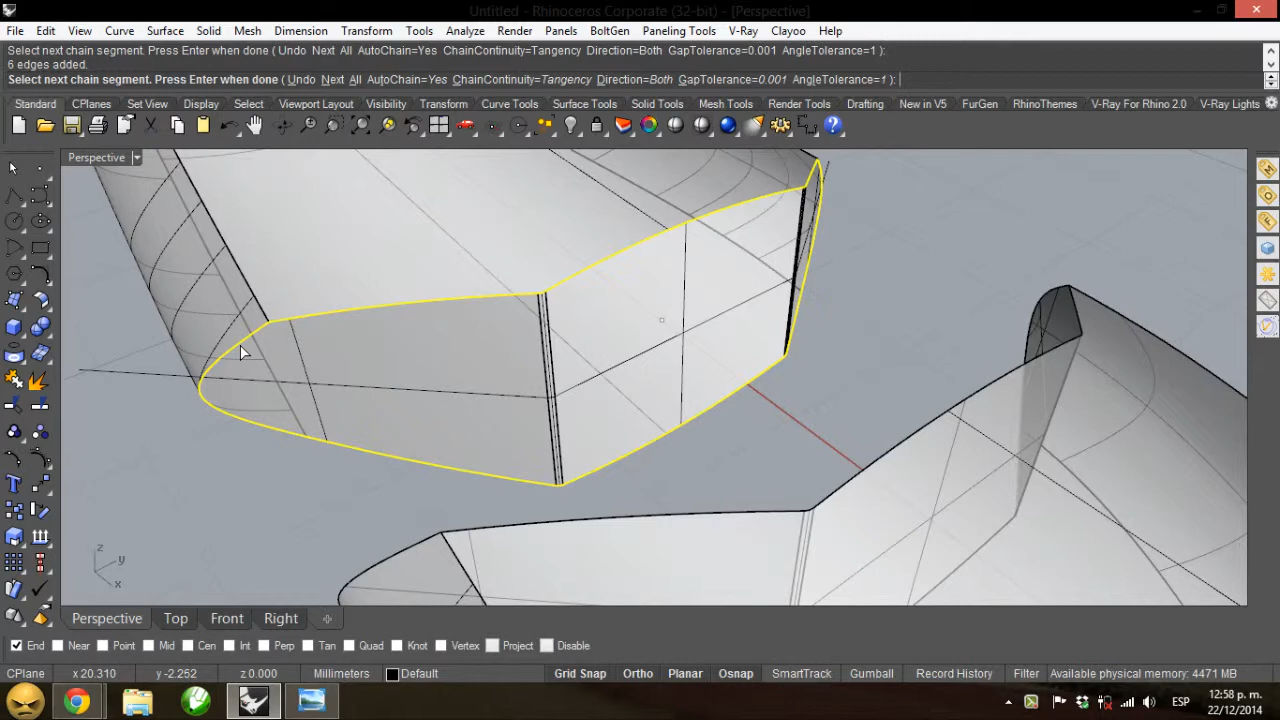 Untitled - Rhinoceros Corporate (32-bit) - [Perspective]
File Edit View Curve Surface Solid Mesh Dimension Transform Tools Analyze Render Panels BoltGen Paneling Tools V-Ray Clayoo Help
Select next chain segment. Press Enter when done ( Undo Next All AutoChain=Yes ChainContinuity=Tangency Direction=Both GapTolerance=0.001 AngleTolerance=1 ):
6 edges added.
Select next chain segment. Press Enter when done ( Undo Next All AutoChain=Yes ChainContinuity=Tangency Direction=Both GapTolerance=0.001 AngleTolerance=1 ):
Standard CPlanes Set View Display Select Viewport Layout Visibility Transform Curve Tools Surface Tools Solid Tools Mesh Tools Render Tools Drafting New in V5 FurGen RhinoThemes V-Ray For Rhino 2.0 V-Ray Lights
Perspective
z
y
x
Perspective Top Front Right
End Near Point Mid Cen Int Perp Tan Quad Knot Vertex Project Disable
CPlane x 20.310 y -2.252 z 0.000 Millimeters Default Grid Snap Ortho Planar Osnap SmartTrack Gumball Record History Filter Available physical memory: 4471 MB
ESP
12:58 p. m.
22/12/2014